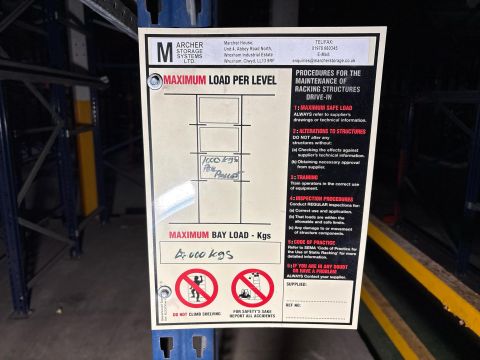 M
MARCHER
STORAGE
SYSTEMS
LTD.
Marcher House,
Unit 4, Abbey Road North,
Wrexham Industrial Estate
Wrexham, Clwyd, LL13 9RF
TEL/FAX:
01978 660345
E-Mail:
enquiries@marcherstorage.co.uk
MAXIMUM LOAD PER LEVEL
1000 kgs
Per
Pallet
MAXIMUM BAY LOAD - Kgs
6,000 kgs
DO NOT CLIMB SHELVING
FOR SAFETY'S SAKE
REPORT ALL ACCIDENTS
PROCEDURES FOR THE
MAINTENANCE OF
RACKING STRUCTURES
DRIVE-IN
1: MAXIMUM SAFE LOAD
ALWAYS refer to supplier's
drawings or technical information.
2: ALTERATIONS TO STRUCTURES
DO NOT alter any
structures without:
(a) Checking the effects against
supplier's technical information.
(b) Obtaining necessary approval
from supplier.
3: TRAINING
Train operators in the correct use
of equipment.
4: INSPECTION PROCEDURES
Conduct REGULAR inspections for:
(a) Correct use and application.
(b) That loads are within the
allowable and safe limits.
(c) Any damage to or movement
of structure components.
5: CODE OF PRACTICE
Refer to SEMA 'Code of Practice for
the Use of Static Racking' for more
detailed information.
6: IF YOU ARE IN ANY DOUBT
OR HAVE A PROBLEM
ALWAYS Contact your supplier.
SUPPLIED:
REF NO: